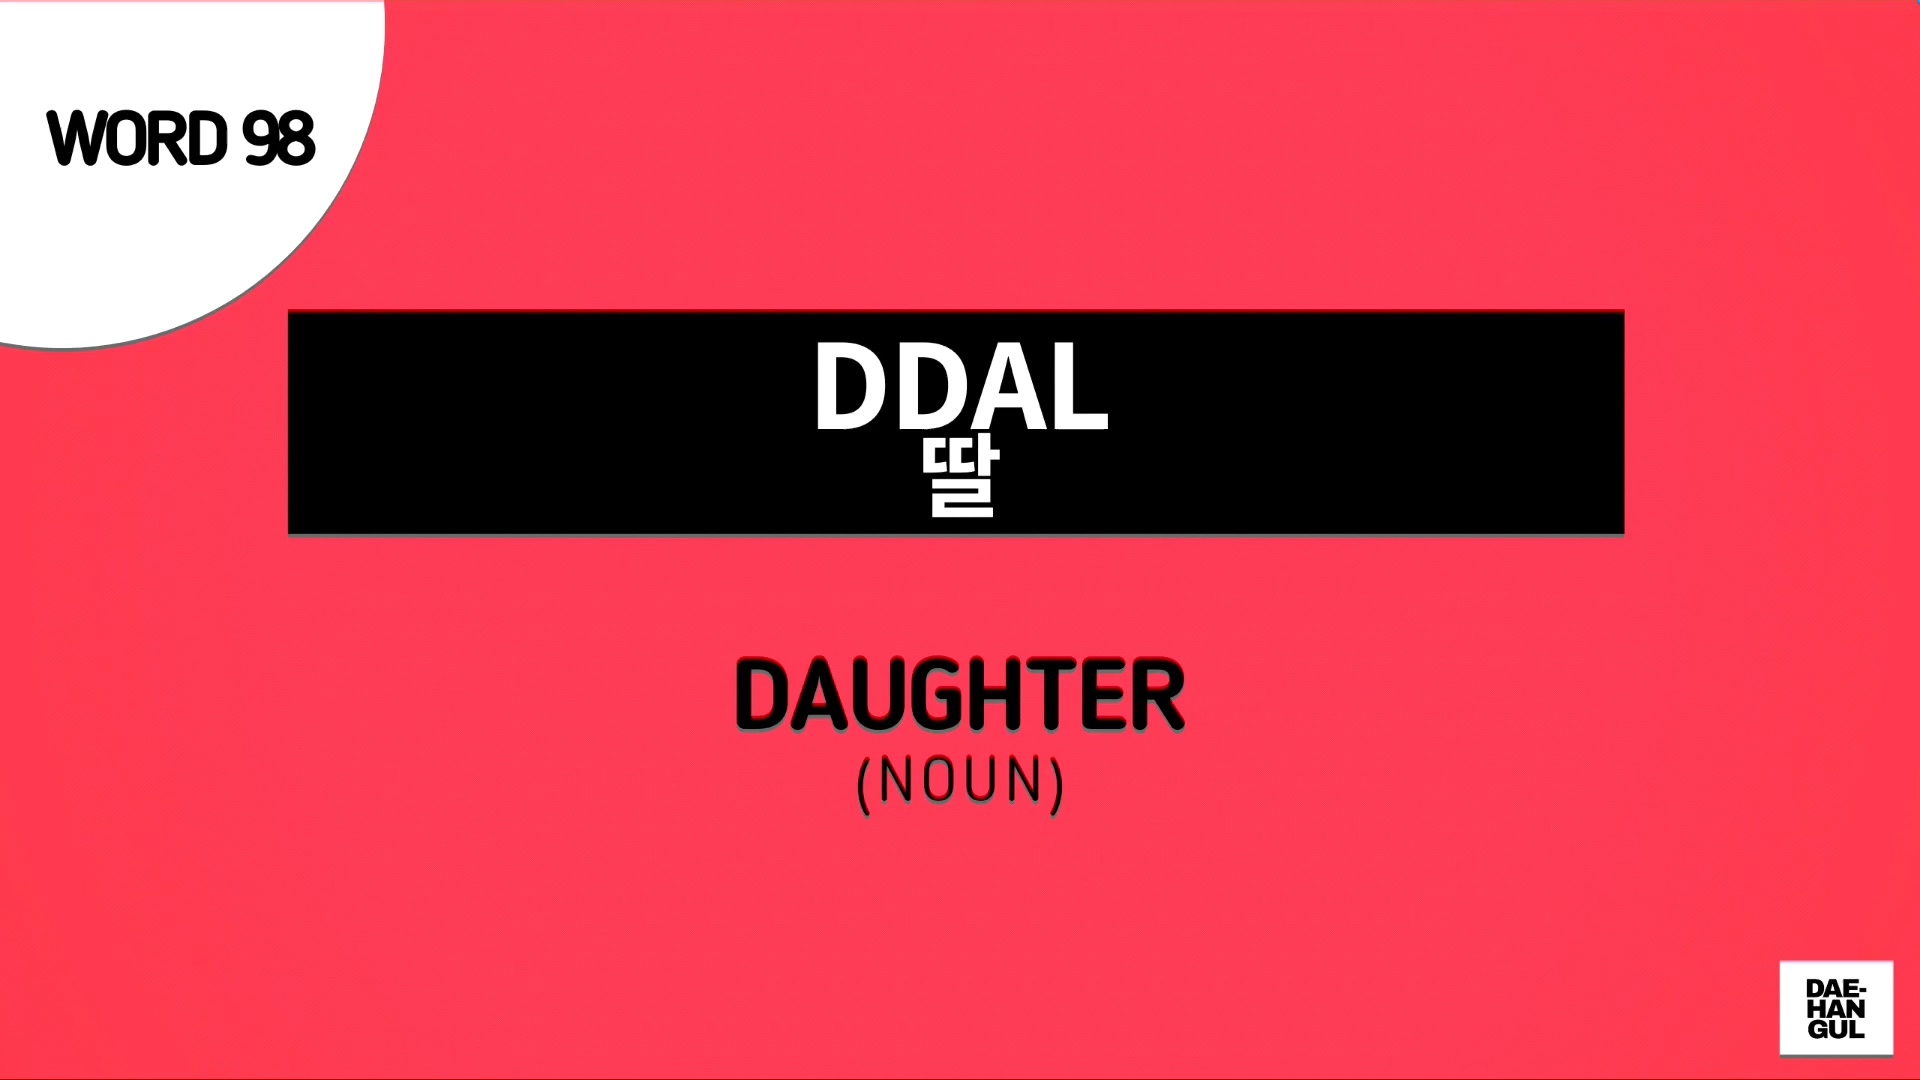 WORD 98
DDAL
딸
DAUGHTER
(NOUN)
DAE-
HAN
GUL